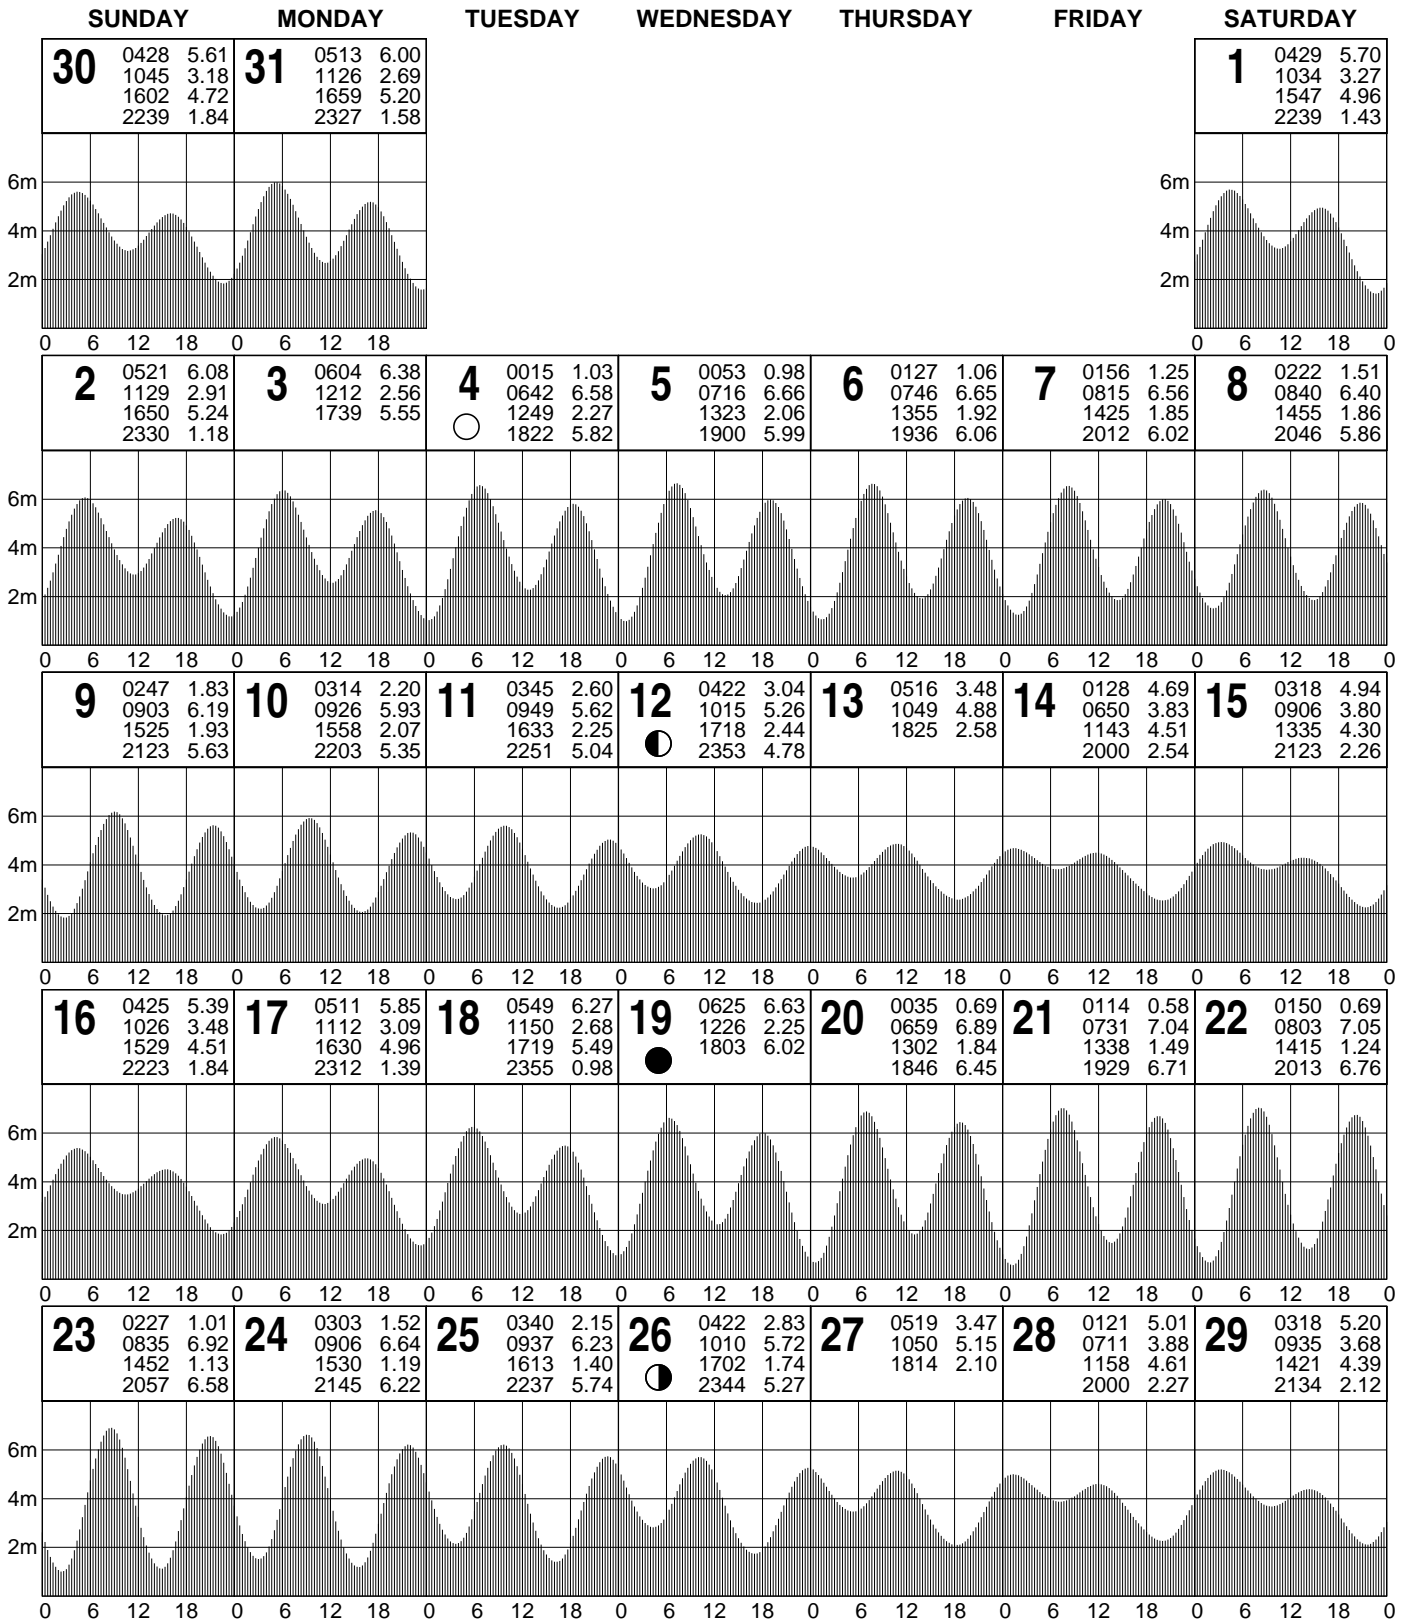 SUNDAY MONDAY TUESDAY WEDNESDAY THURSDAY FRIDAY SATURDAY
30 0428 5.61
1045 3.18
1602 4.72
2239 1.84
31 0513 6.00
1126 2.69
1659 5.20
2327 1.58
1 0429 5.70
1034 3.27
1547 4.96
2239 1.43
6m
4m
2m
6m
4m
2m
0 6 12 18 0 6 12 18
0 6 12 18 0
2 0521 6.08
1129 2.91
1650 5.24
2330 1.18
3 0604 6.38
1212 2.56
1739 5.55
4 0015 1.03
0642 6.58
1249 2.27
1822 5.82
5 0053 0.98
0716 6.66
1323 2.06
1900 5.99
6 0127 1.06
0746 6.65
1355 1.92
1936 6.06
7 0156 1.25
0815 6.56
1425 1.85
2012 6.02
8 0222 1.51
0840 6.40
1455 1.86
2046 5.86
6m
4m
2m
0 6 12 18 0 6 12 18 0 6 12 18 0 6 12 18 0 6 12 18 0 6 12 18 0 6 12 18 0
9 0247 1.83
0903 6.19
1525 1.93
2123 5.63
10 0314 2.20
0926 5.93
1558 2.07
2203 5.35
11 0345 2.60
0949 5.62
1633 2.25
2251 5.04
12 0422 3.04
1015 5.26
1718 2.44
2353 4.78
13 0516 3.48
1049 4.88
1825 2.58
14 0128 4.69
0650 3.83
1143 4.51
2000 2.54
15 0318 4.94
0906 3.80
1335 4.30
2123 2.26
6m
4m
2m
0 6 12 18 0 6 12 18 0 6 12 18 0 6 12 18 0 6 12 18 0 6 12 18 0 6 12 18 0
16 0425 5.39
1026 3.48
1529 4.51
2223 1.84
17 0511 5.85
1112 3.09
1630 4.96
2312 1.39
18 0549 6.27
1150 2.68
1719 5.49
2355 0.98
19 0625 6.63
1226 2.25
1803 6.02
20 0035 0.69
0659 6.89
1302 1.84
1846 6.45
21 0114 0.58
0731 7.04
1338 1.49
1929 6.71
22 0150 0.69
0803 7.05
1415 1.24
2013 6.76
6m
4m
2m
0 6 12 18 0 6 12 18 0 6 12 18 0 6 12 18 0 6 12 18 0 6 12 18 0 6 12 18 0
23 0227 1.01
0835 6.92
1452 1.13
2057 6.58
24 0303 1.52
0906 6.64
1530 1.19
2145 6.22
25 0340 2.15
0937 6.23
1613 1.40
2237 5.74
26 0422 2.83
1010 5.72
1702 1.74
2344 5.27
27 0519 3.47
1050 5.15
1814 2.10
28 0121 5.01
0711 3.88
1158 4.61
2000 2.27
29 0318 5.20
0935 3.68
1421 4.39
2134 2.12
6m
4m
2m
0 6 12 18 0 6 12 18 0 6 12 18 0 6 12 18 0 6 12 18 0 6 12 18 0 6 12 18 0